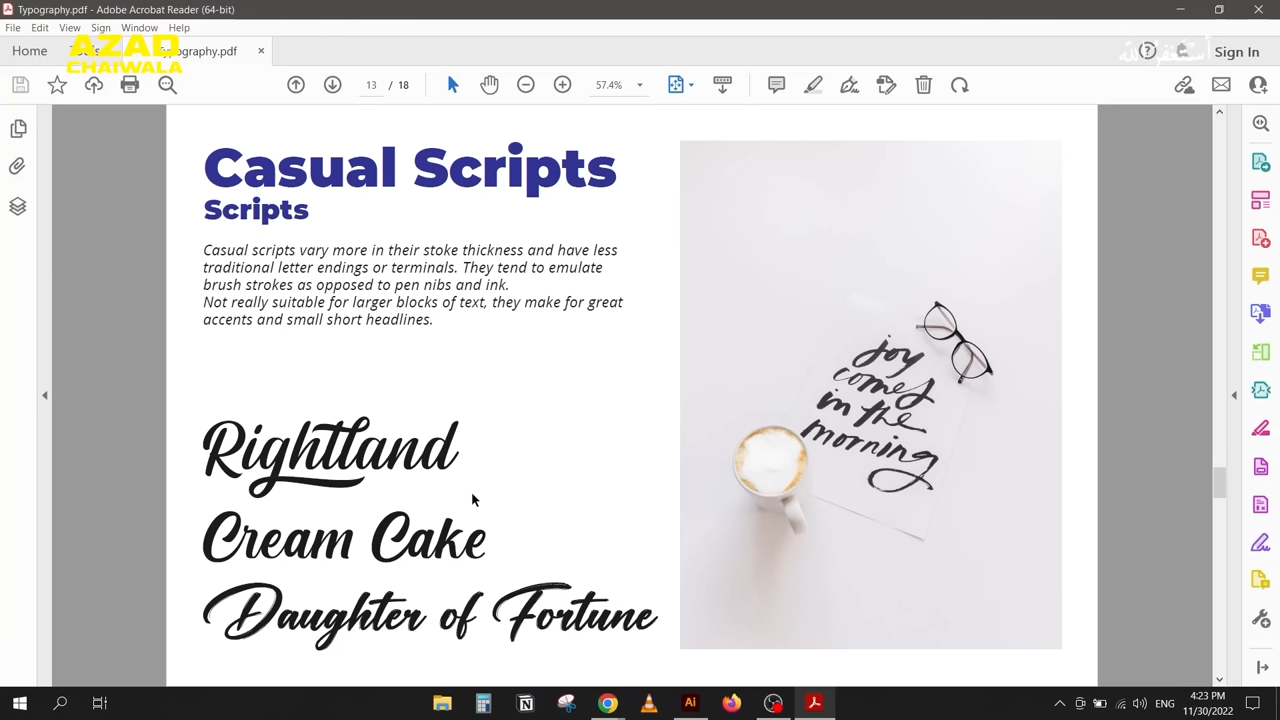 Typography.pdf - Adobe Acrobat Reader (64-bit)
File Edit View Sign Window Help
AZAD
CHAIWALA
Home
Typography.pdf
أستغفر الله
Sign In
13 / 18
57.4%
Casual Scripts
Scripts
Casual scripts vary more in their stoke thickness and have less
traditional letter endings or terminals. They tend to emulate
brush strokes as opposed to pen nibs and ink.
Not really suitable for larger blocks of text, they make for great
accents and small short headlines.
joy
comes
in the
morning
Rightland
Cream Cake
Daughter of Fortune
Ai
ENG
4:23 PM
11/30/2022